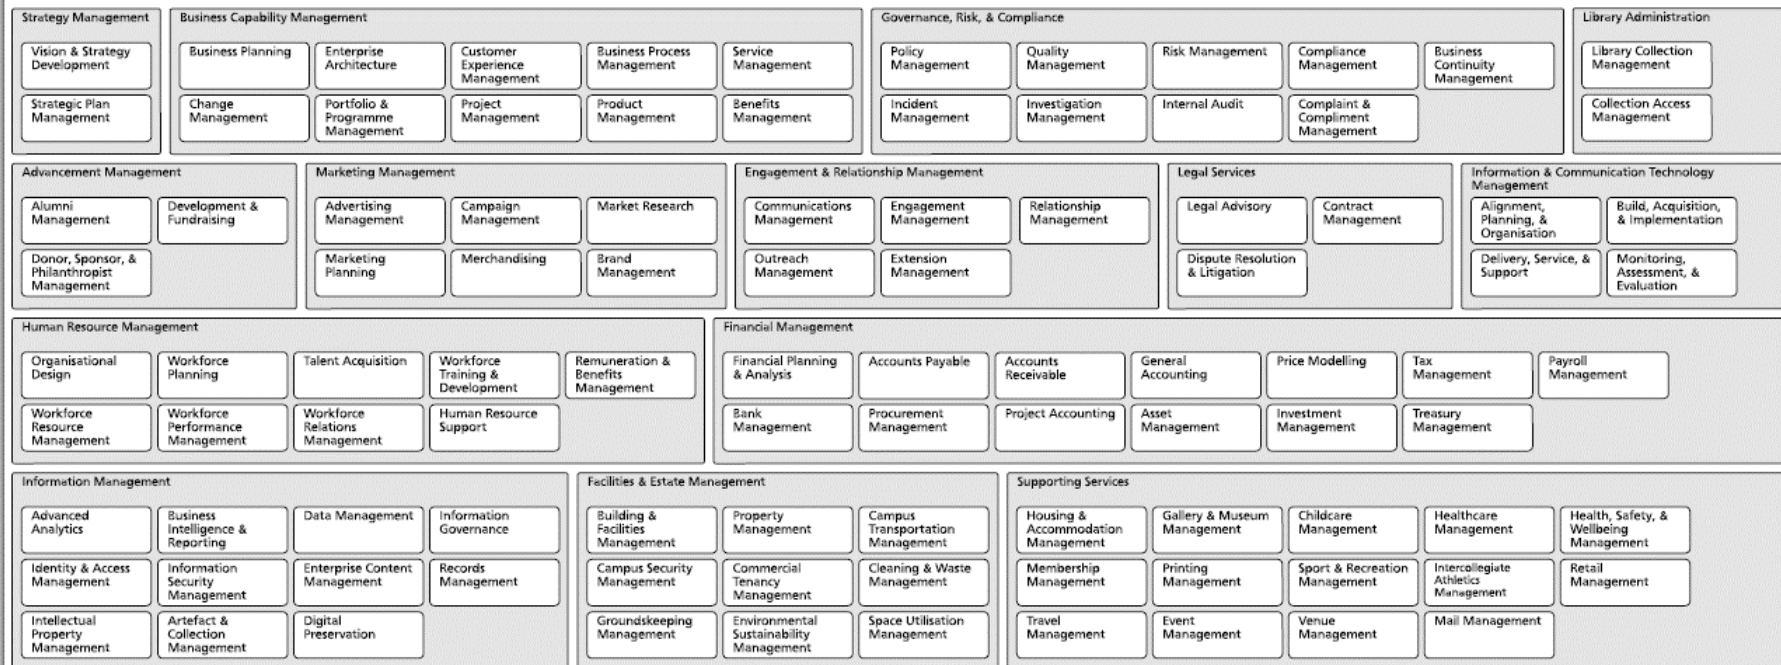 Strategy Management
Vision & Strategy
Development
Strategic Plan
Management
Business Capability Management
Business Planning
Enterprise
Architecture
Customer
Experience
Management
Business Process
Management
Service
Management
Change
Management
Portfolio &
Programme
Management
Project
Management
Product
Management
Benefits
Management
Governance, Risk, & Compliance
Policy
Management
Quality
Management
Risk Management
Compliance
Management
Business
Continuity
Management
Incident
Management
Investigation
Management
Internal Audit
Complaint &
Compliment
Management
Library Administration
Library Collection
Management
Collection Access
Management
Advancement Management
Alumni
Management
Development &
Fundraising
Donor, Sponsor, &
Philanthropist
Management
Marketing Management
Advertising
Management
Campaign
Management
Market Research
Marketing
Planning
Merchandising
Brand
Management
Engagement & Relationship Management
Communications
Management
Engagement
Management
Relationship
Management
Outreach
Management
Extension
Management
Legal Services
Legal Advisory
Contract
Management
Dispute Resolution
& Litigation
Information & Communication Technology
Management
Alignment,
Planning, &
Organisation
Build, Acquisition,
& Implementation
Delivery, Service, &
Support
Monitoring,
Assessment, &
Evaluation
Human Resource Management
Organisational
Design
Workforce
Planning
Talent Acquisition
Workforce
Training &
Development
Remuneration &
Benefits
Management
Workforce
Resource
Management
Workforce
Performance
Management
Workforce
Relations
Management
Human Resource
Support
Financial Management
Financial Planning
& Analysis
Accounts Payable
Accounts
Receivable
General
Accounting
Price Modelling
Tax
Management
Payroll
Management
Bank
Management
Procurement
Management
Project Accounting
Asset
Management
Investment
Management
Treasury
Management
Information Management
Advanced
Analytics
Business
Intelligence &
Reporting
Data Management
Information
Governance
Identity & Access
Management
Information
Security
Management
Enterprise Content
Management
Records
Management
Intellectual
Property
Management
Artefact &
Collection
Management
Digital
Preservation
Facilities & Estate Management
Building &
Facilities
Management
Property
Management
Campus
Transportation
Management
Campus Security
Management
Commercial
Tenancy
Management
Cleaning & Waste
Management
Groundskeeping
Management
Environmental
Sustainability
Management
Space Utilisation
Management
Supporting Services
Housing &
Accommodation
Management
Gallery & Museum
Management
Childcare
Management
Healthcare
Management
Health, Safety, &
Wellbeing
Management
Membership
Management
Printing
Management
Sport & Recreation
Management
Intercollegiate
Athletics
Management
Retail
Management
Travel
Management
Event
Management
Venue
Management
Mail Management